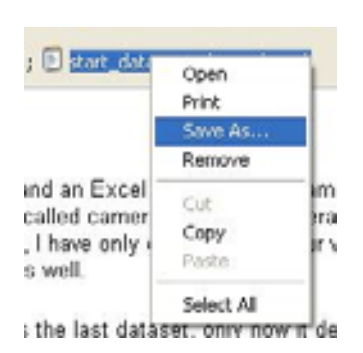 ; start_data
Open
Print
Save As...
Remove
Cut
Copy
Paste
Select All
and an Excel
called camer
, I have only
s well.
s the last dataset, only now it de